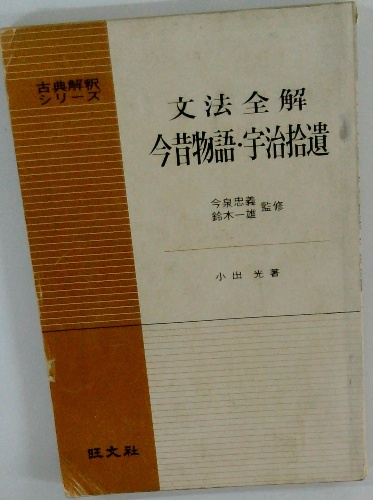 古典解釈
シリーズ
文法全解
今昔物語・宇治拾遺
今泉忠義
鈴木一雄 監修
小出光著
旺文社